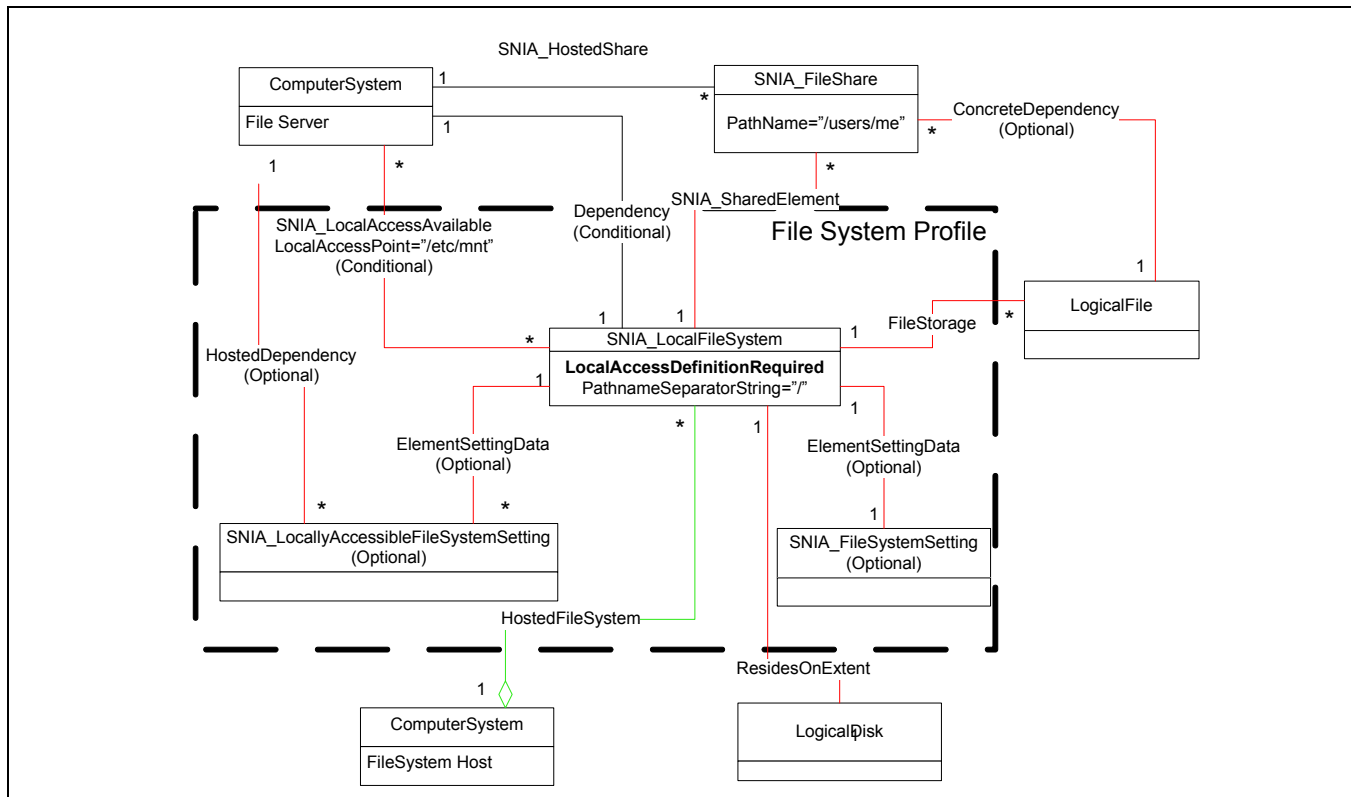 SNIA_HostedShare
ComputerSystem
File Server
1
*
SNIA_FileShare
PathName=”/users/me”
ConcreteDependency
(Optional)
*
1
1
*
*
SNIA_SharedElement
SNIA_LocalAccessAvailable
LocalAccessPoint=”/etc/mnt”
(Conditional)
Dependency
(Conditional)
File System Profile
1
LogicalFile
*
FileStorage
1
1
1
*
SNIA_LocalFileSystem
LocalAccessDefinitionRequired
PathnameSeparatorString=”/”
HostedDependency
(Optional)
1
1
*
1
ElementSettingData
(Optional)
ElementSettingData
(Optional)
*
*
1
SNIA_LocallyAccessibleFileSystemSetting
(Optional)
SNIA_FileSystemSetting
(Optional)
HostedFileSystem
ResidesOnExtent
1
ComputerSystem
FileSystem Host
LogicalDisk
1